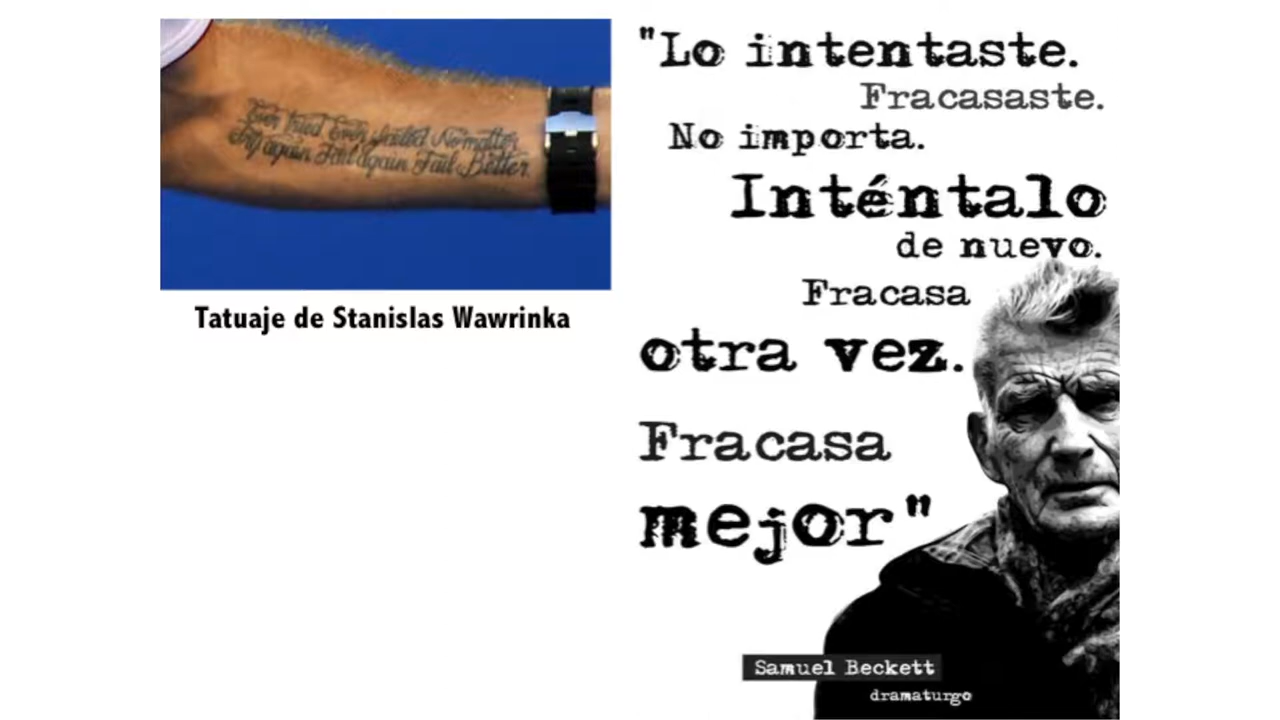 Ever tried. Ever failed. No matter.
Try again. Fail again. Fail Better.
Tatuaje de Stanislas Wawrinka
"Lo intentaste.
Fracasaste.
No importa.
Inténtalo
de nuevo.
Fracasa
otra vez.
Fracasa
mejor"
Samuel Beckett
dramaturgo